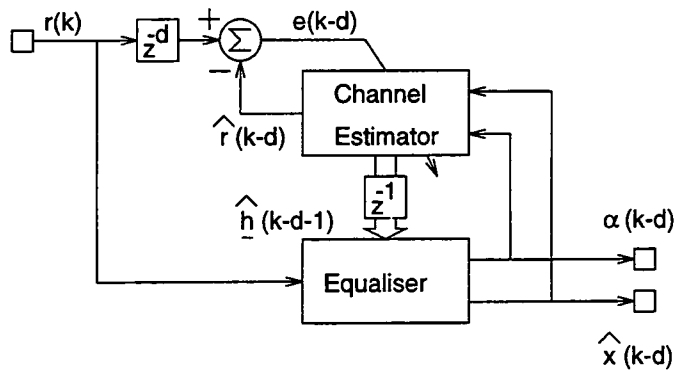 r(k)
z^-d
+
Σ
e(k-d)
−
r̂(k-d)
Channel
Estimator
z^-1
ĥ(k-d-1)
Equaliser
α(k-d)
x̂(k-d)